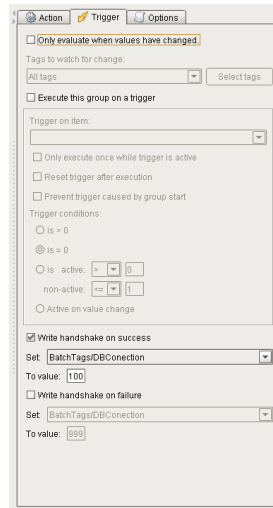 Action Trigger Options
Only evaluate when values have changed.
Tags to watch for change:
All tags Select tags
Execute this group on a trigger
Trigger on item:
Only execute once while trigger is active
Reset trigger after execution
Prevent trigger caused by group start
Trigger conditions:
is > 0
is = 0
is active: > 0
non-active: <= 1
Active on value change
Write handshake on success
Set: BatchTags/DBConection
To value: 100
Write handshake on failure
Set: BatchTags/DBConection
To value: 999